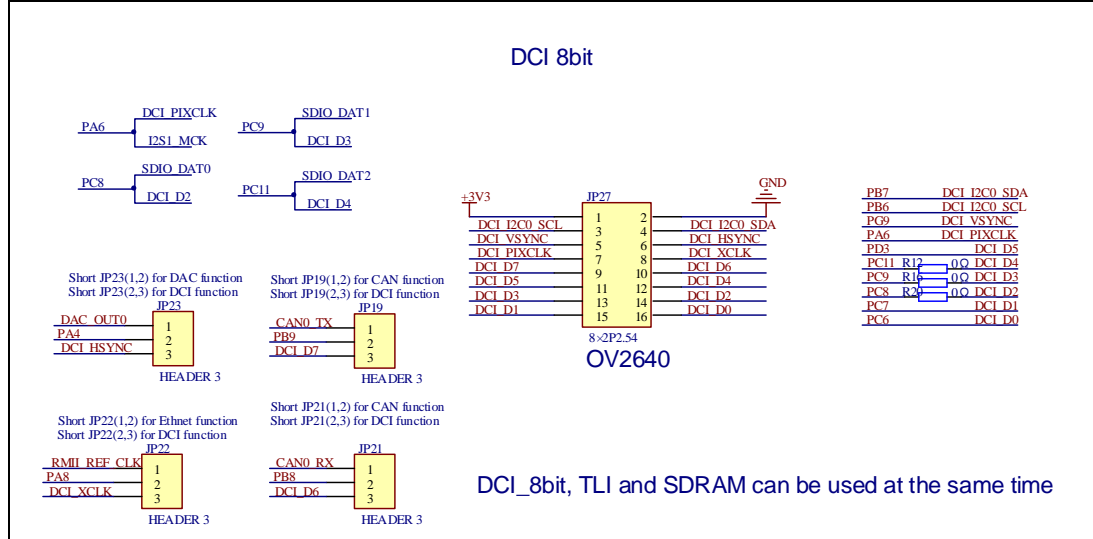 DCI 8bit
DCI_PIXCLK
PA6
I2S1_MCK
SDIO_DAT1
PC9
DCI_D3
SDIO_DAT0
PC8
DCI_D2
SDIO_DAT2
PC11
DCI_D4
Short JP23(1,2) for DAC function
Short JP23(2,3) for DCI function
JP23
DAC_OUT0 1
PA4 2
DCI_HSYNC 3
HEADER 3
Short JP19(1,2) for CAN function
Short JP19(2,3) for DCI function
JP19
CAN0_TX 1
PB9 2
DCI_D7 3
HEADER 3
Short JP22(1,2) for Ethnet function
Short JP22(2,3) for DCI function
JP22
RMII_REF_CLK 1
PA8 2
DCI_XCLK 3
HEADER 3
Short JP21(1,2) for CAN function
Short JP21(2,3) for DCI function
JP21
CAN0_RX 1
PB8 2
DCI_D6 3
HEADER 3
+3V3 JP27 GND
1 2
DCI_I2C0_SCL 3 4 DCI_I2C0_SDA
DCI_VSYNC 5 6 DCI_HSYNC
DCI_PIXCLK 7 8 DCI_XCLK
DCI_D7 9 10 DCI_D6
DCI_D5 11 12 DCI_D4
DCI_D3 13 14 DCI_D2
DCI_D1 15 16 DCI_D0
8×2P2.54
OV2640
PB7 DCI_I2C0_SDA
PB6 DCI_I2C0_SCL
PG9 DCI_VSYNC
PA6 DCI_PIXCLK
PD3 DCI_D5
PC11 R12 0Ω DCI_D4
PC9 R16 0Ω DCI_D3
PC8 R20 0Ω DCI_D2
PC7 DCI_D1
PC6 DCI_D0
DCI_8bit, TLI and SDRAM can be used at the same time